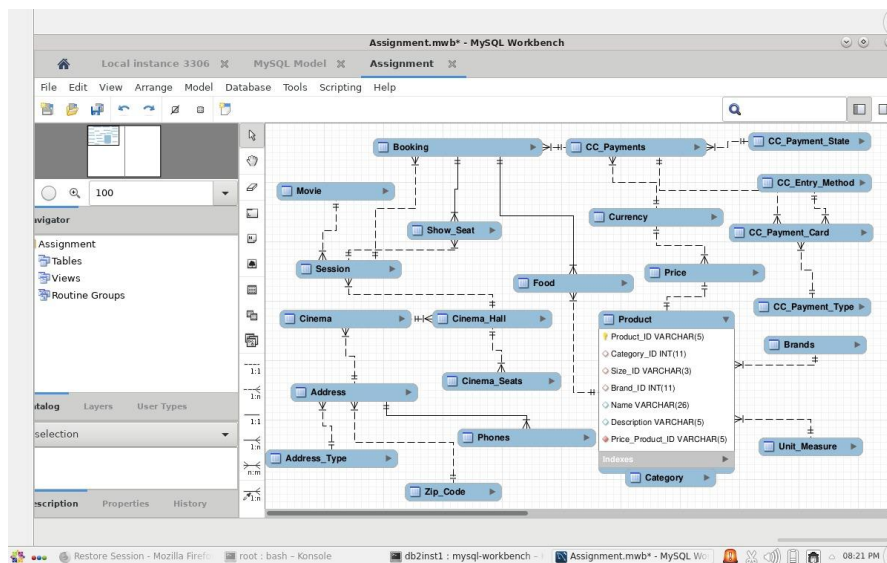 Assignment.mwb* - MySQL Workbench
Local instance 3306 MySQL Model Assignment
File Edit View Arrange Model Database Tools Scripting Help
100
avigator
Assignment
Tables
Views
Routine Groups
atalog Layers User Types
selection
escription Properties History
1:1
1:n
1:1
1:n
n:m
1:n
Booking
CC_Payments
CC_Payment_State
Movie
CC_Entry_Method
Show_Seat
Currency
CC_Payment_Card
Session
Food
Price
Cinema
Cinema_Hall
Product
CC_Payment_Type
Product_ID VARCHAR(5)
Category_ID INT(11)
Size_ID VARCHAR(3)
Brand_ID INT(11)
Name VARCHAR(26)
Description VARCHAR(5)
Price_Product_ID VARCHAR(5)
Indexes
Brands
Cinema_Seats
Address
Phones
Unit_Measure
Address_Type
Category
Zip_Code
Restore Session - Mozilla Firefo root : bash - Konsole db2inst1 : mysql-workbench - Assignment.mwb* - MySQL Wo 08:21 PM